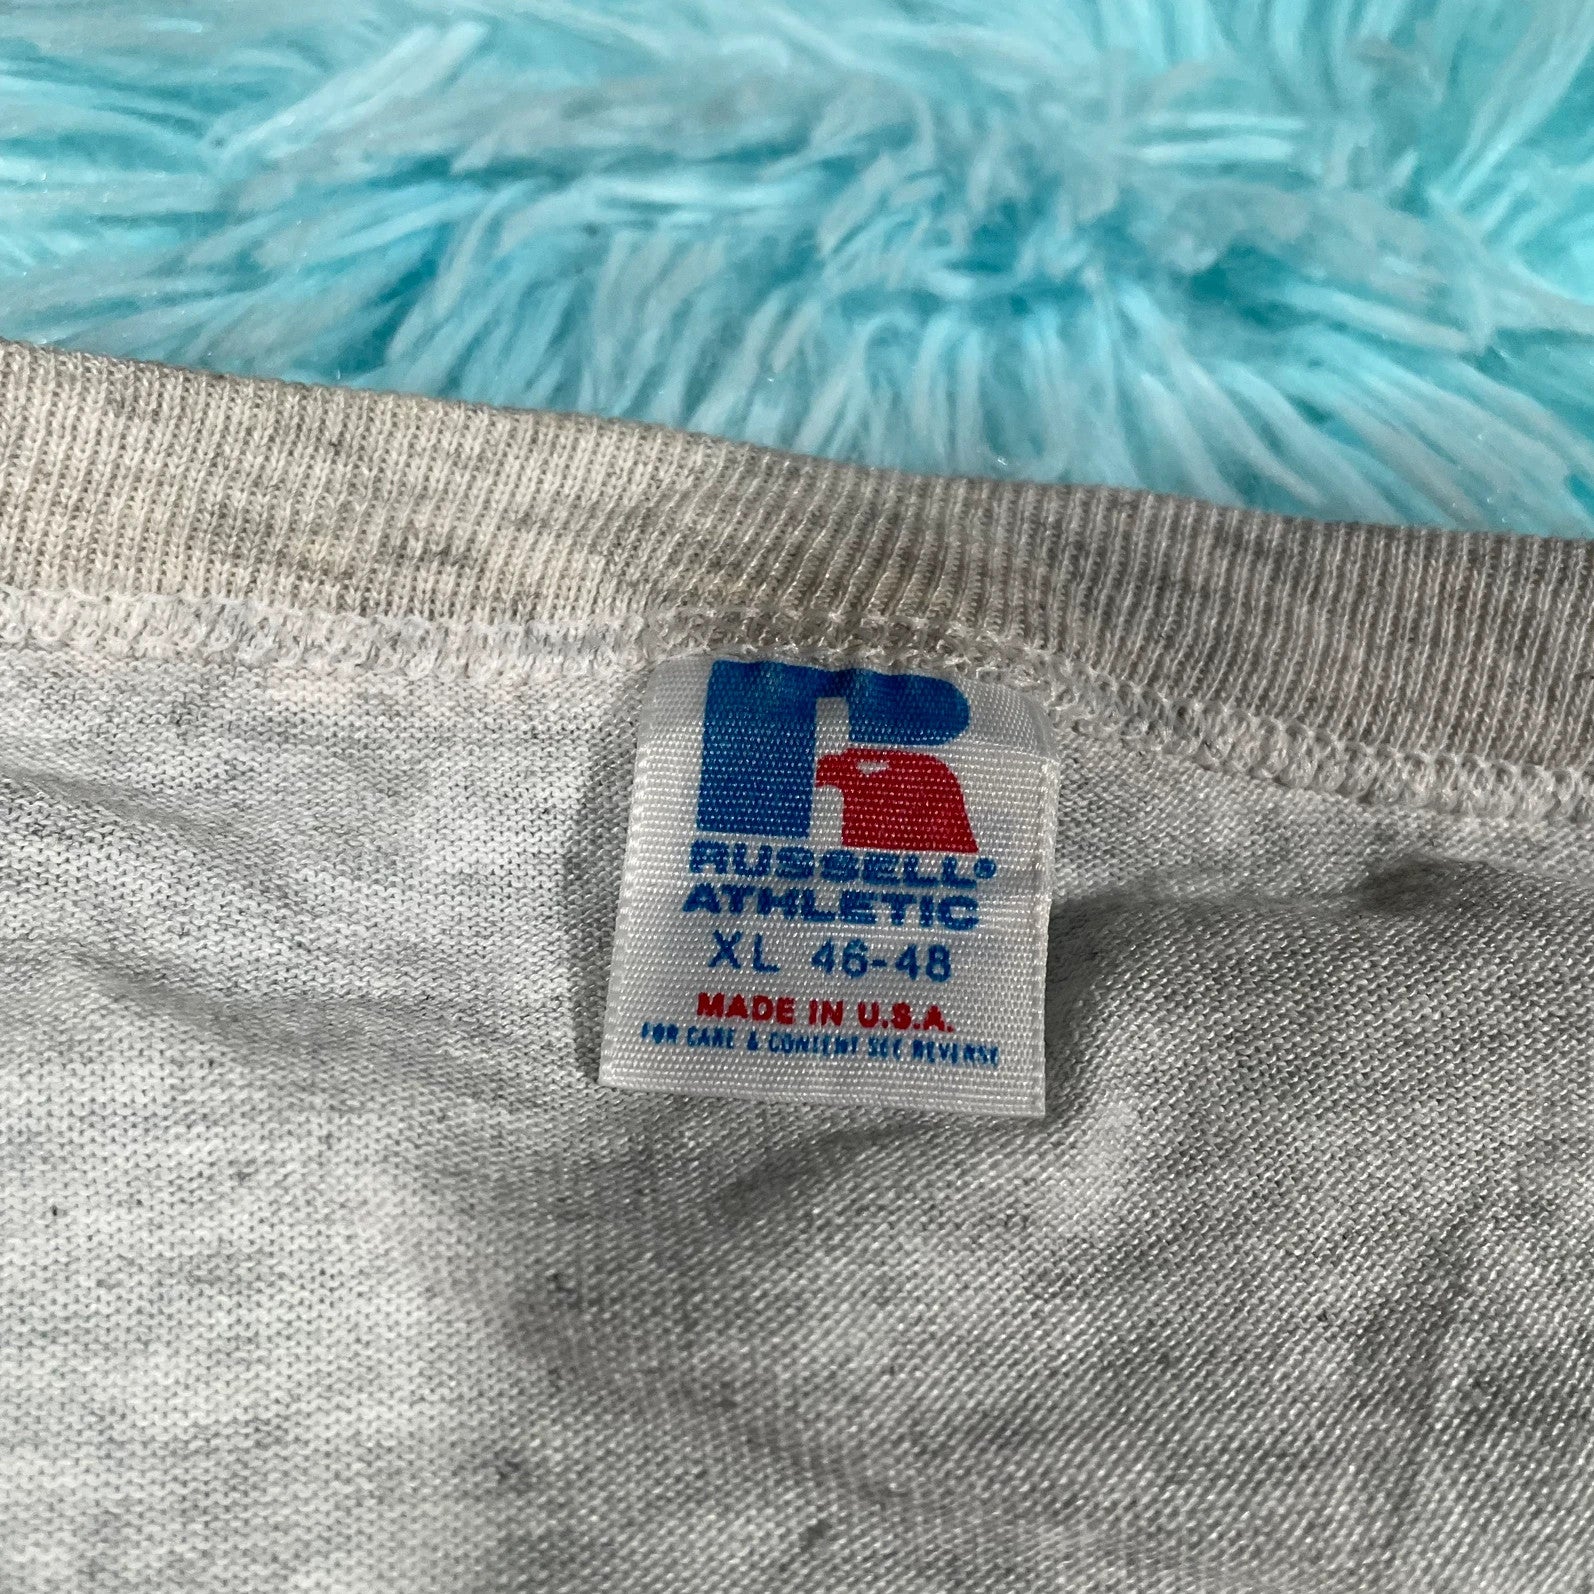 RUSSELL®
ATHLETIC
XL 46-48
MADE IN U.S.A.
FOR CARE & CONTENT SEE REVERSE